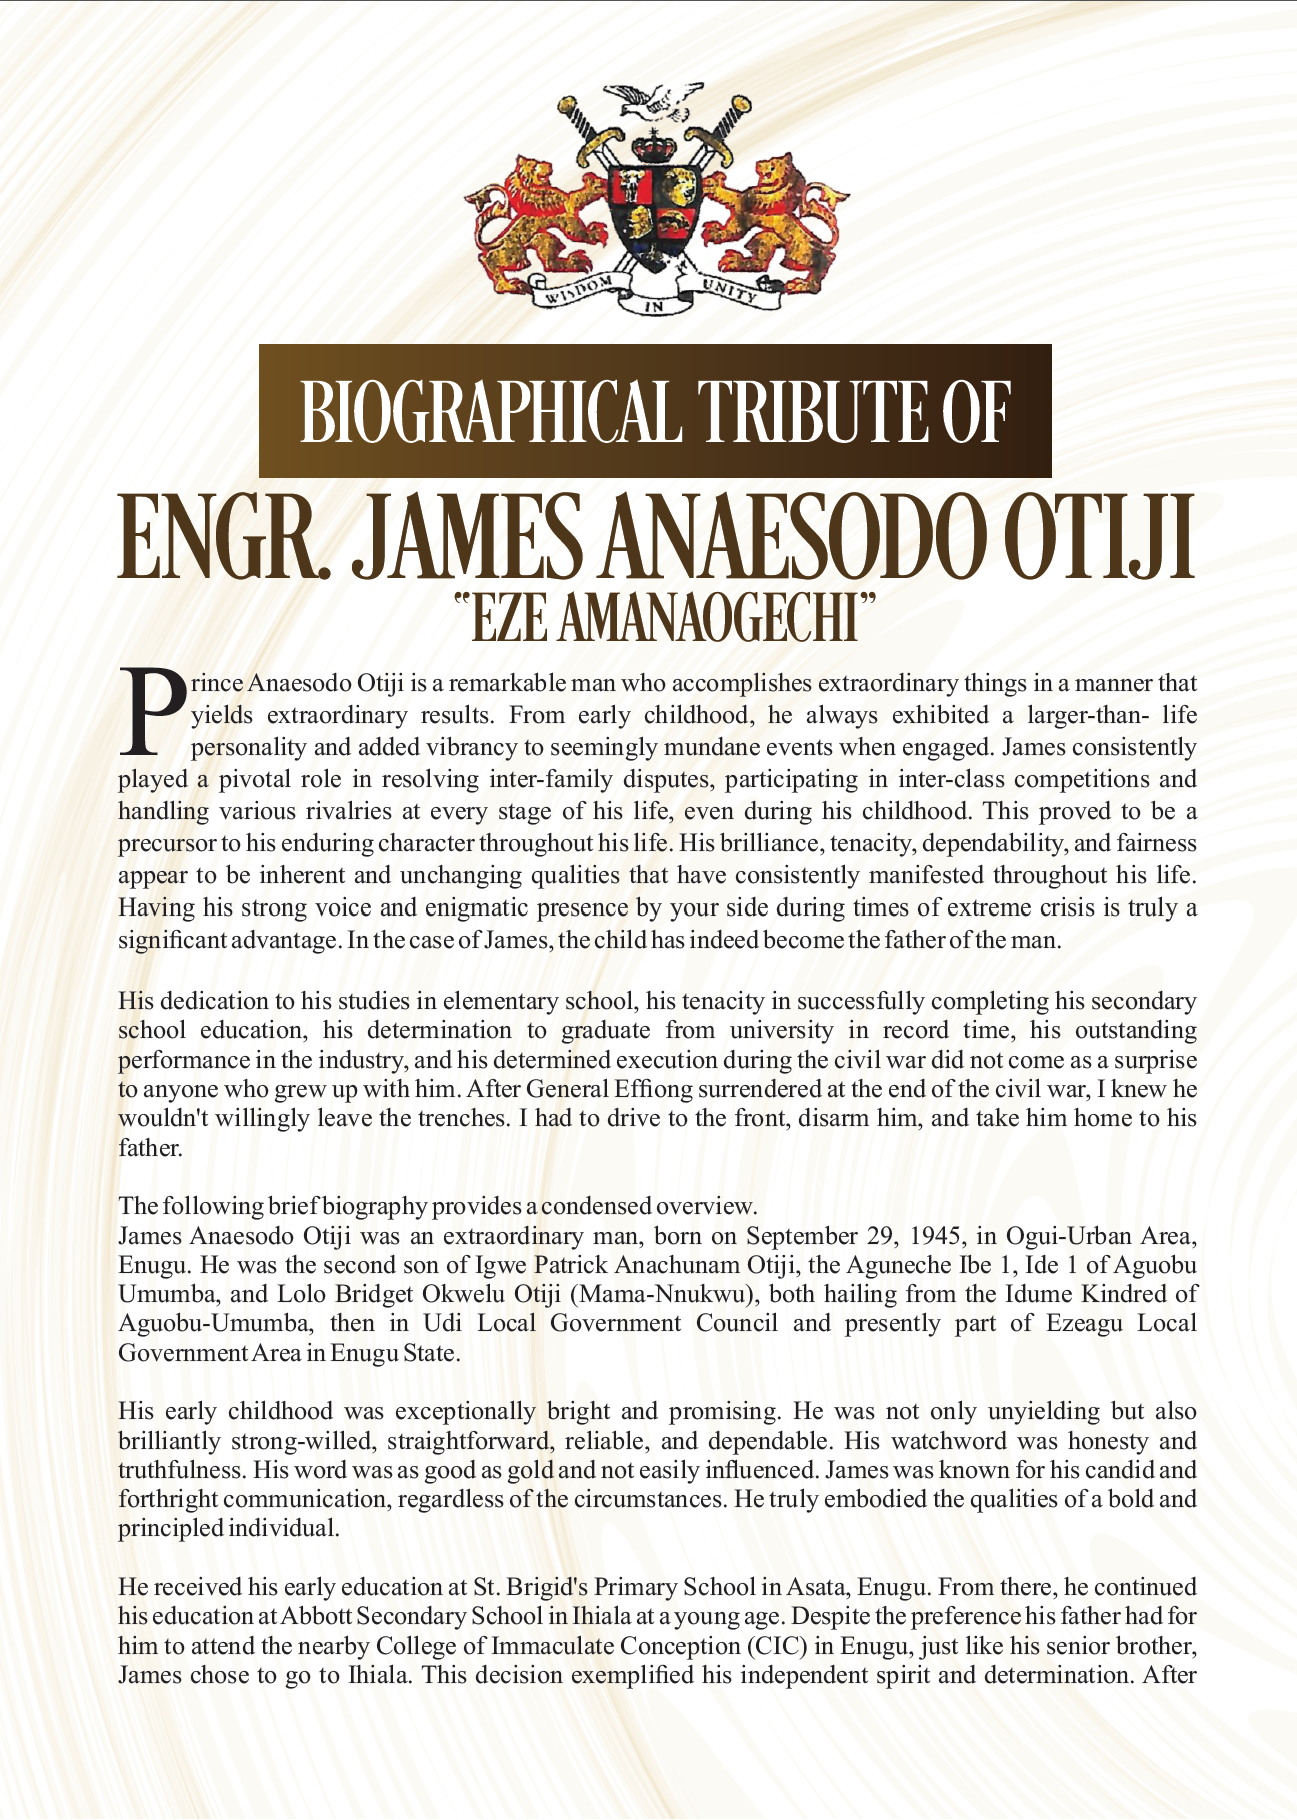 WISDOM IN UNITY
BIOGRAPHICAL TRIBUTE OF
ENGR. JAMES ANAESODO OTIJI
“EZE AMANAOGECHI”
Prince Anaesodo Otiji is a remarkable man who accomplishes extraordinary things in a manner that
yields extraordinary results. From early childhood, he always exhibited a larger-than- life
personality and added vibrancy to seemingly mundane events when engaged. James consistently
played a pivotal role in resolving inter-family disputes, participating in inter-class competitions and
handling various rivalries at every stage of his life, even during his childhood. This proved to be a
precursor to his enduring character throughout his life. His brilliance, tenacity, dependability, and fairness
appear to be inherent and unchanging qualities that have consistently manifested throughout his life.
Having his strong voice and enigmatic presence by your side during times of extreme crisis is truly a
significant advantage. In the case of James, the child has indeed become the father of the man.
His dedication to his studies in elementary school, his tenacity in successfully completing his secondary
school education, his determination to graduate from university in record time, his outstanding
performance in the industry, and his determined execution during the civil war did not come as a surprise
to anyone who grew up with him. After General Effiong surrendered at the end of the civil war, I knew he
wouldn't willingly leave the trenches. I had to drive to the front, disarm him, and take him home to his
father.
The following brief biography provides a condensed overview.
James Anaesodo Otiji was an extraordinary man, born on September 29, 1945, in Ogui-Urban Area,
Enugu. He was the second son of Igwe Patrick Anachunam Otiji, the Aguneche Ibe 1, Ide 1 of Aguobu
Umumba, and Lolo Bridget Okwelu Otiji (Mama-Nnukwu), both hailing from the Idume Kindred of
Aguobu-Umumba, then in Udi Local Government Council and presently part of Ezeagu Local
Government Area in Enugu State.
His early childhood was exceptionally bright and promising. He was not only unyielding but also
brilliantly strong-willed, straightforward, reliable, and dependable. His watchword was honesty and
truthfulness. His word was as good as gold and not easily influenced. James was known for his candid and
forthright communication, regardless of the circumstances. He truly embodied the qualities of a bold and
principled individual.
He received his early education at St. Brigid's Primary School in Asata, Enugu. From there, he continued
his education at Abbott Secondary School in Ihiala at a young age. Despite the preference his father had for
him to attend the nearby College of Immaculate Conception (CIC) in Enugu, just like his senior brother,
James chose to go to Ihiala. This decision exemplified his independent spirit and determination. After